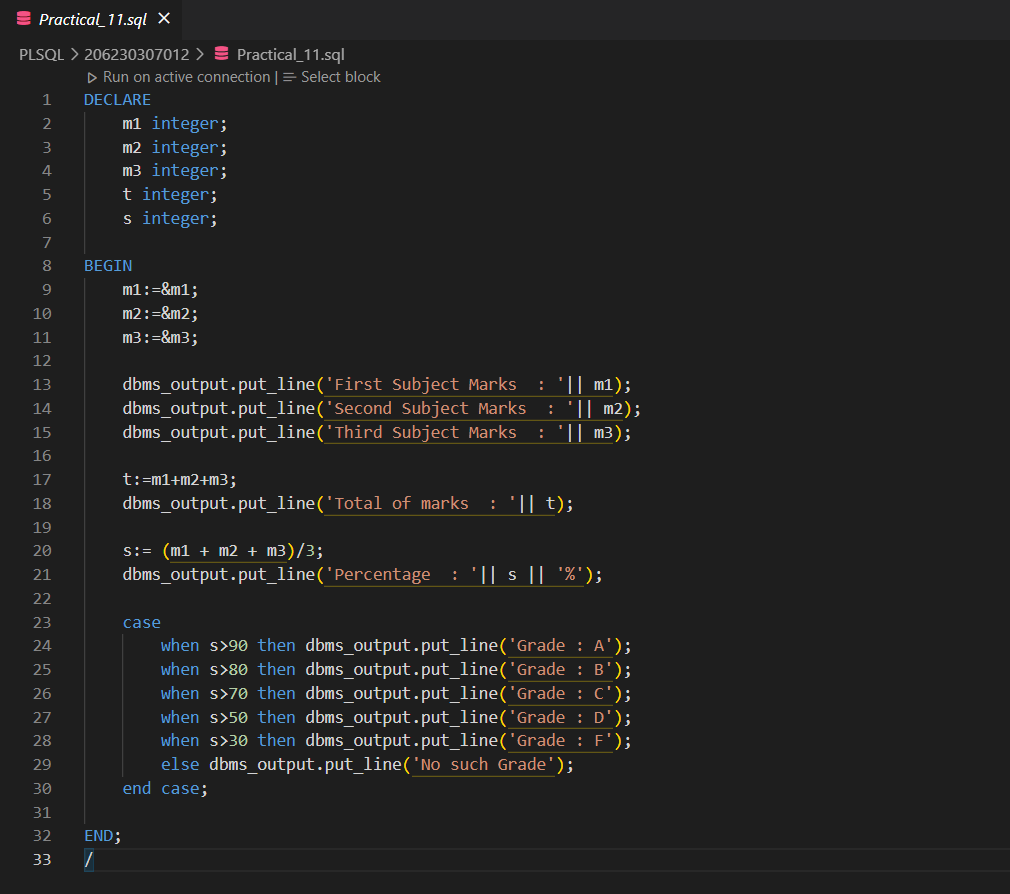 Practical_11.sql
PLSQL > 206230307012 > Practical_11.sql
Run on active connection | Select block
1 DECLARE
2     m1 integer;
3     m2 integer;
4     m3 integer;
5     t integer;
6     s integer;
7
8 BEGIN
9     m1:=&m1;
10     m2:=&m2;
11     m3:=&m3;
12
13     dbms_output.put_line('First Subject Marks  : '|| m1);
14     dbms_output.put_line('Second Subject Marks  : '|| m2);
15     dbms_output.put_line('Third Subject Marks  : '|| m3);
16
17     t:=m1+m2+m3;
18     dbms_output.put_line('Total of marks  : '|| t);
19
20     s:= (m1 + m2 + m3)/3;
21     dbms_output.put_line('Percentage  : '|| s || '%');
22
23     case
24         when s>90 then dbms_output.put_line('Grade : A');
25         when s>80 then dbms_output.put_line('Grade : B');
26         when s>70 then dbms_output.put_line('Grade : C');
27         when s>50 then dbms_output.put_line('Grade : D');
28         when s>30 then dbms_output.put_line('Grade : F');
29         else dbms_output.put_line('No such Grade');
30     end case;
31
32 END;
33 /